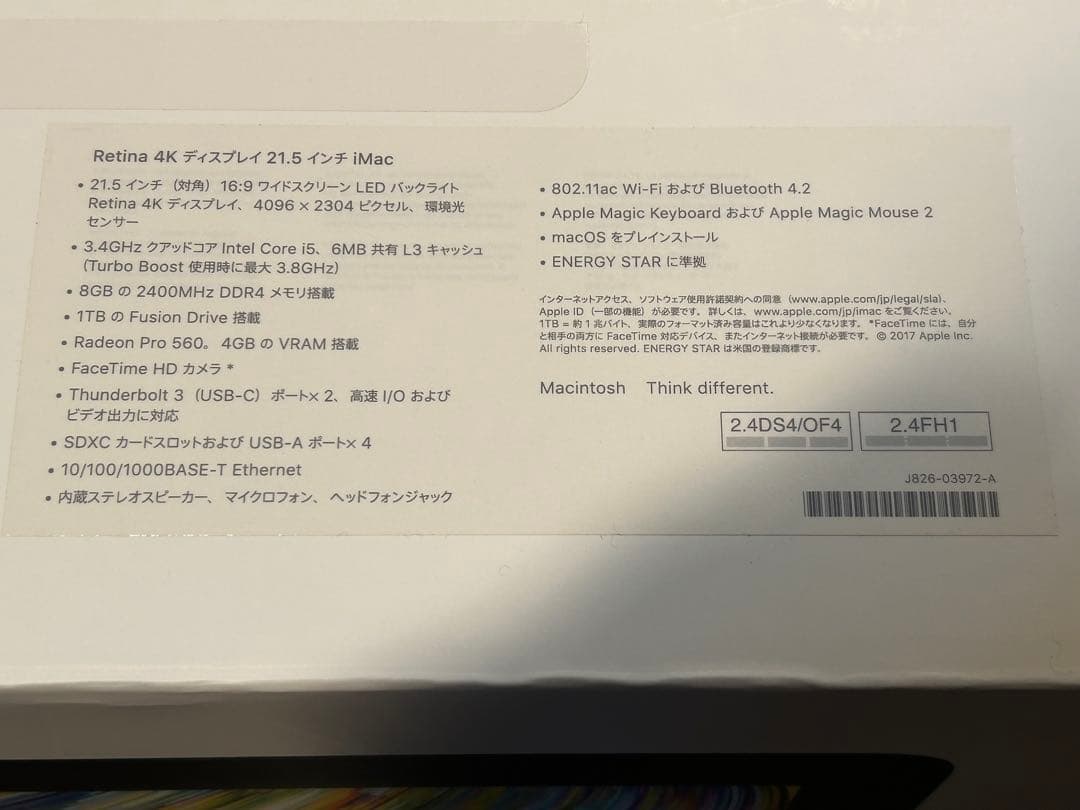 Retina 4K ディスプレイ 21.5 インチ iMac
• 21.5 インチ（対角）16:9 ワイドスクリーン LED バックライト
Retina 4K ディスプレイ、4096 × 2304 ピクセル、環境光
センサー
• 3.4GHz クアッドコア Intel Core i5、6MB 共有 L3 キャッシュ
（Turbo Boost 使用時に最大 3.8GHz）
• 8GB の 2400MHz DDR4 メモリ搭載
• 1TB の Fusion Drive 搭載
• Radeon Pro 560。4GB の VRAM 搭載
• FaceTime HD カメラ *
• Thunderbolt 3（USB-C）ポート× 2、高速 I/O および
ビデオ出力に対応
• SDXC カードスロットおよび USB-A ポート× 4
• 10/100/1000BASE-T Ethernet
• 内蔵ステレオスピーカー、マイクロフォン、ヘッドフォンジャック
• 802.11ac Wi-Fi および Bluetooth 4.2
• Apple Magic Keyboard および Apple Magic Mouse 2
• macOS をプレインストール
• ENERGY STAR に準拠
インターネットアクセス、ソフトウェア使用許諾契約への同意（www.apple.com/jp/legal/sla）、
Apple ID（一部の機能）が必要です。詳しくは、www.apple.com/jp/imac をご覧ください。
1TB = 約 1 兆バイト、実際のフォーマット済み容量はこれより少なくなります。*FaceTime には、自分
と相手の両方に FaceTime 対応デバイス、またインターネット接続が必要です。© 2017 Apple Inc.
All rights reserved. ENERGY STAR は米国の登録商標です。
Macintosh Think different.
2.4DS4/OF4 2.4FH1
J826-03972-A